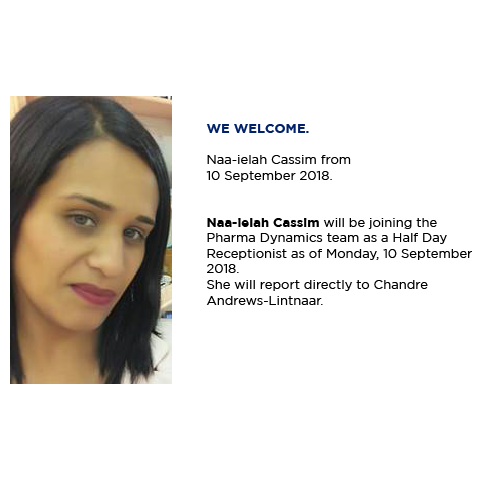 WE WELCOME.
Naa-ielah Cassim from
10 September 2018.
Naa-ielah Cassim will be joining the
Pharma Dynamics team as a Half Day
Receptionist as of Monday, 10 September
2018.
She will report directly to Chandre
Andrews-Lintnaar.